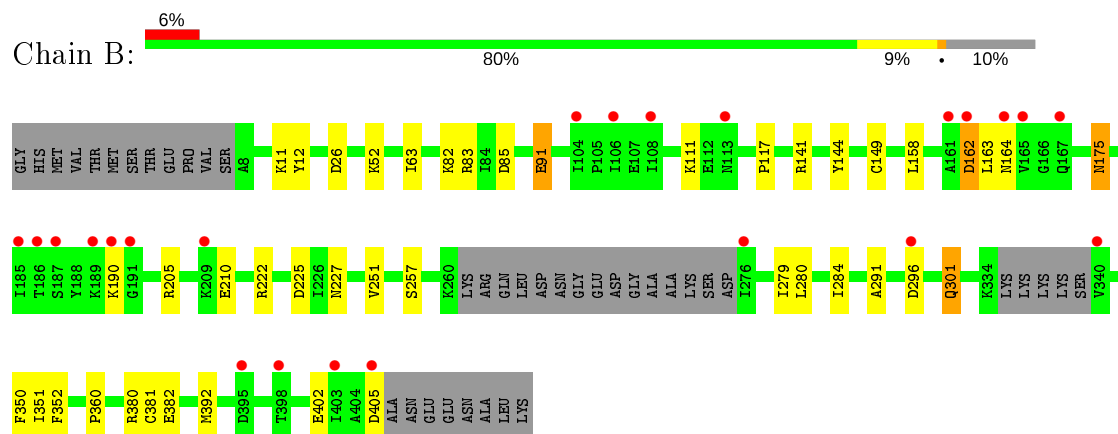 6%
Chain B:
80% 9% • 10%
GLY HIS MET VAL THR MET SER THR GLU PRO VAL SER A8 K11 Y12 D26 K52 I63 K82 R83 I84 D85 E91 I104 P105 I106 E107 I108 K111 E112 N113 P117 R141 Y144 C149 L158 A161 D162 L163 N164 V165 G166 Q167 N175
I185 T186 S187 Y188 K189 K190 G191 R205 K209 E210 R222 D225 I226 N227 V251 S257 K260 LYS ARG GLN LEU ASP ASN GLY GLU ASP GLY ALA ALA LYS SER ASP I276 I279 L280 I284 A291 D296 Q301 K334 LYS LYS LYS LYS SER V340
F350 I351 F352 P360 R380 C381 E382 M392 D395 T398 E402 I403 A404 D405 ALA ASN GLU GLU ASN ALA LEU LYS